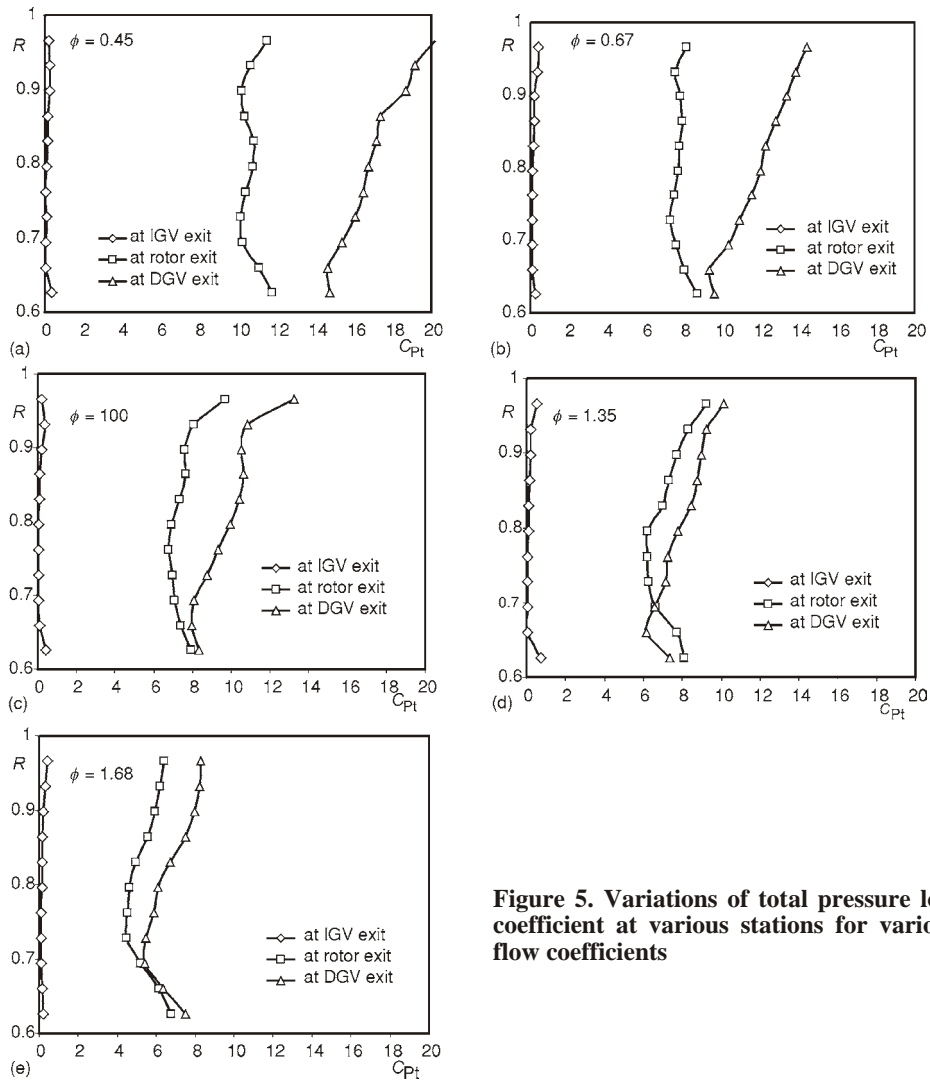 1
R
ϕ = 0.45
0.9
0.8
0.7
0.6
at IGV exit
at rotor exit
at DGV exit
0 2 4 6 8 10 12 14 16 18 20
CPt
(a)
1
R
ϕ = 0.67
0.9
0.8
0.7
0.6
at IGV exit
at rotor exit
at DGV exit
0 2 4 6 8 10 12 14 16 18 20
CPt
(b)
1
R
ϕ = 100
0.9
0.8
0.7
0.6
at IGV exit
at rotor exit
at DGV exit
0 2 4 6 8 10 12 14 16 18 20
CPt
(c)
1
R
ϕ = 1.35
0.9
0.8
0.7
0.6
at IGV exit
at rotor exit
at DGV exit
0 2 4 6 8 10 12 14 16 18 20
CPt
(d)
1
R
ϕ = 1.68
0.9
0.8
0.7
0.6
at IGV exit
at rotor exit
at DGV exit
0 2 4 6 8 10 12 14 16 18 20
CPt
(e)
Figure 5. Variations of total pressure
coefficient at various stations for
flow coefficients